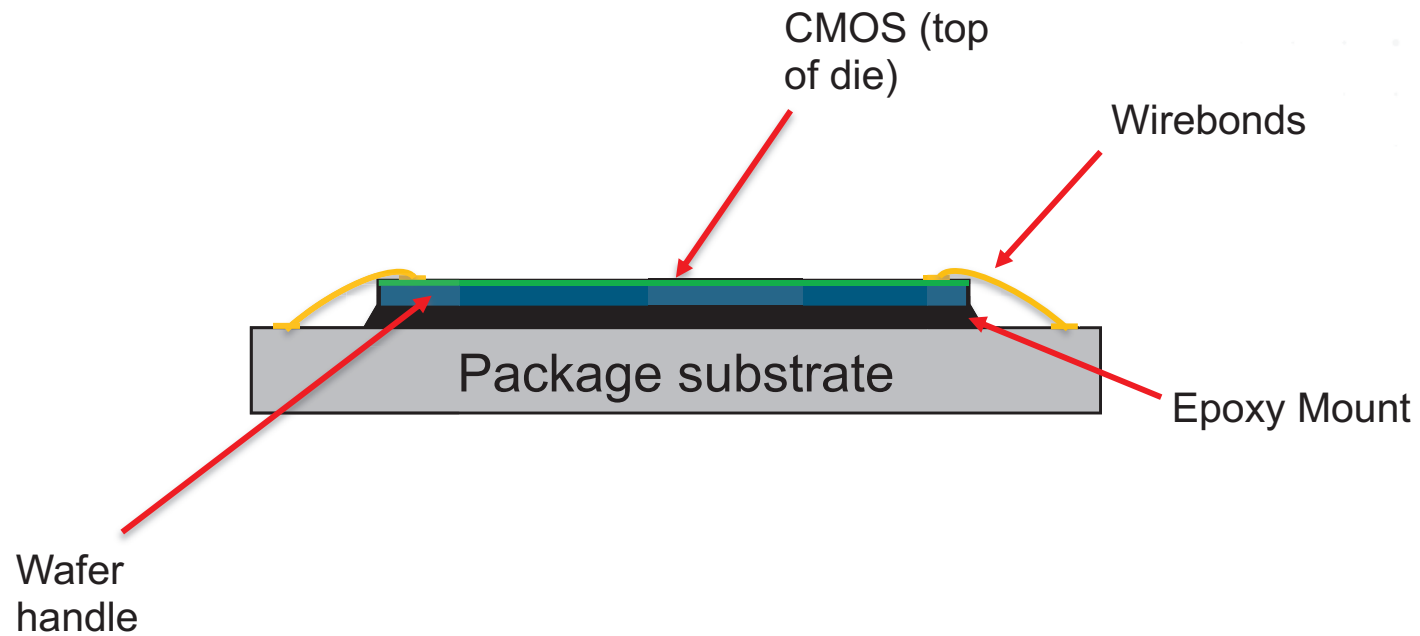 CMOS (top
of die)
Wirebonds
Package substrate
Epoxy Mount
Wafer
handle